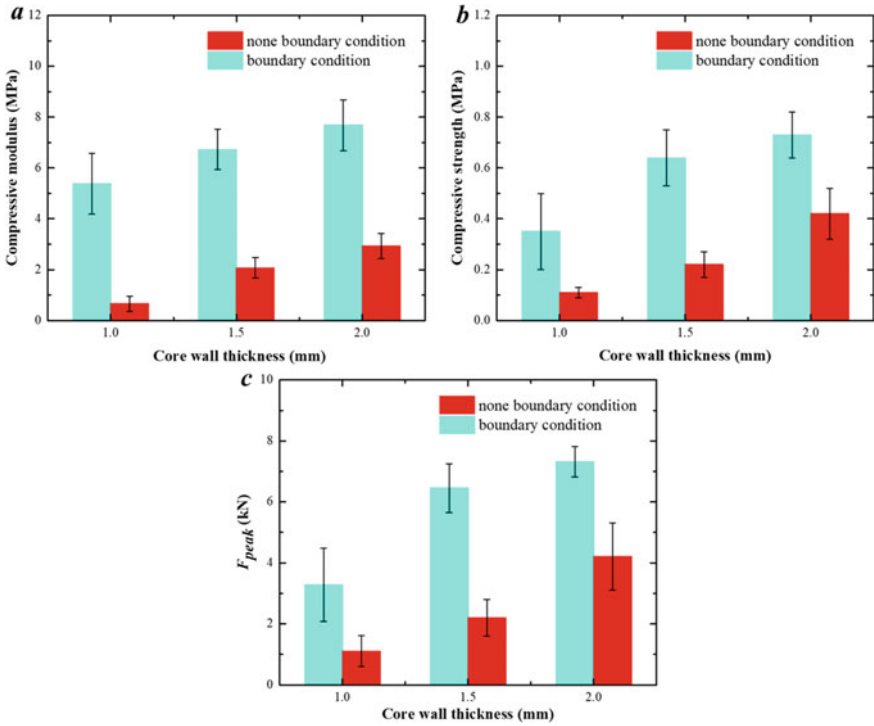 a
12
10
8
6
4
2
0
Compressive modulus (MPa)
none boundary condition
boundary condition
1.0 1.5 2.0
Core wall thickness (mm)
b
1.2
1.0
0.8
0.6
0.4
0.2
0.0
Compressive strength (MPa)
none boundary condition
boundary condition
1.0 1.5 2.0
Core wall thickness (mm)
c
10
8
6
4
2
0
Fpeak (kN)
none boundary condition
boundary condition
1.0 1.5 2.0
Core wall thickness (mm)